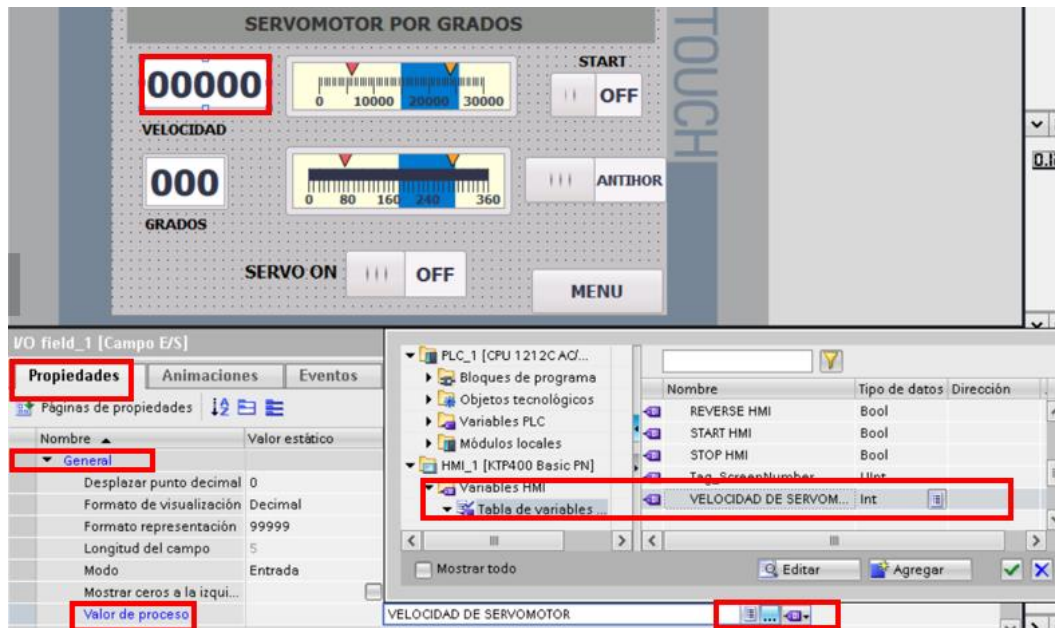 SERVOMOTOR POR GRADOS
TOUCH
00000
0 10000 20000 30000
START
OFF
VELOCIDAD
000
0 80 160 240 360
ANTIHOR
GRADOS
SERVO ON
OFF
MENU
I/O field_1 [Campo E/S]
Propiedades Animaciones Eventos
Páginas de propiedades
Nombre Valor estático
General
Desplazar punto decimal 0
Formato de visualización Decimal
Formato representación 99999
Longitud del campo 5
Modo Entrada
Mostrar ceros a la izqui...
Valor de proceso VELOCIDAD DE SERVOMOTOR
PLC_1 [CPU 1212C AC/...
Bloques de programa
Objetos tecnológicos
Variables PLC
Módulos locales
HMI_1 [KTP400 Basic PN]
Variables HMI
Tabla de variables ...
Nombre Tipo de datos Dirección
REVERSE HMI Bool
START HMI Bool
STOP HMI Bool
Tag_ScreenNumber UInt
VELOCIDAD DE SERVOM... Int
Mostrar todo
Editar Agregar